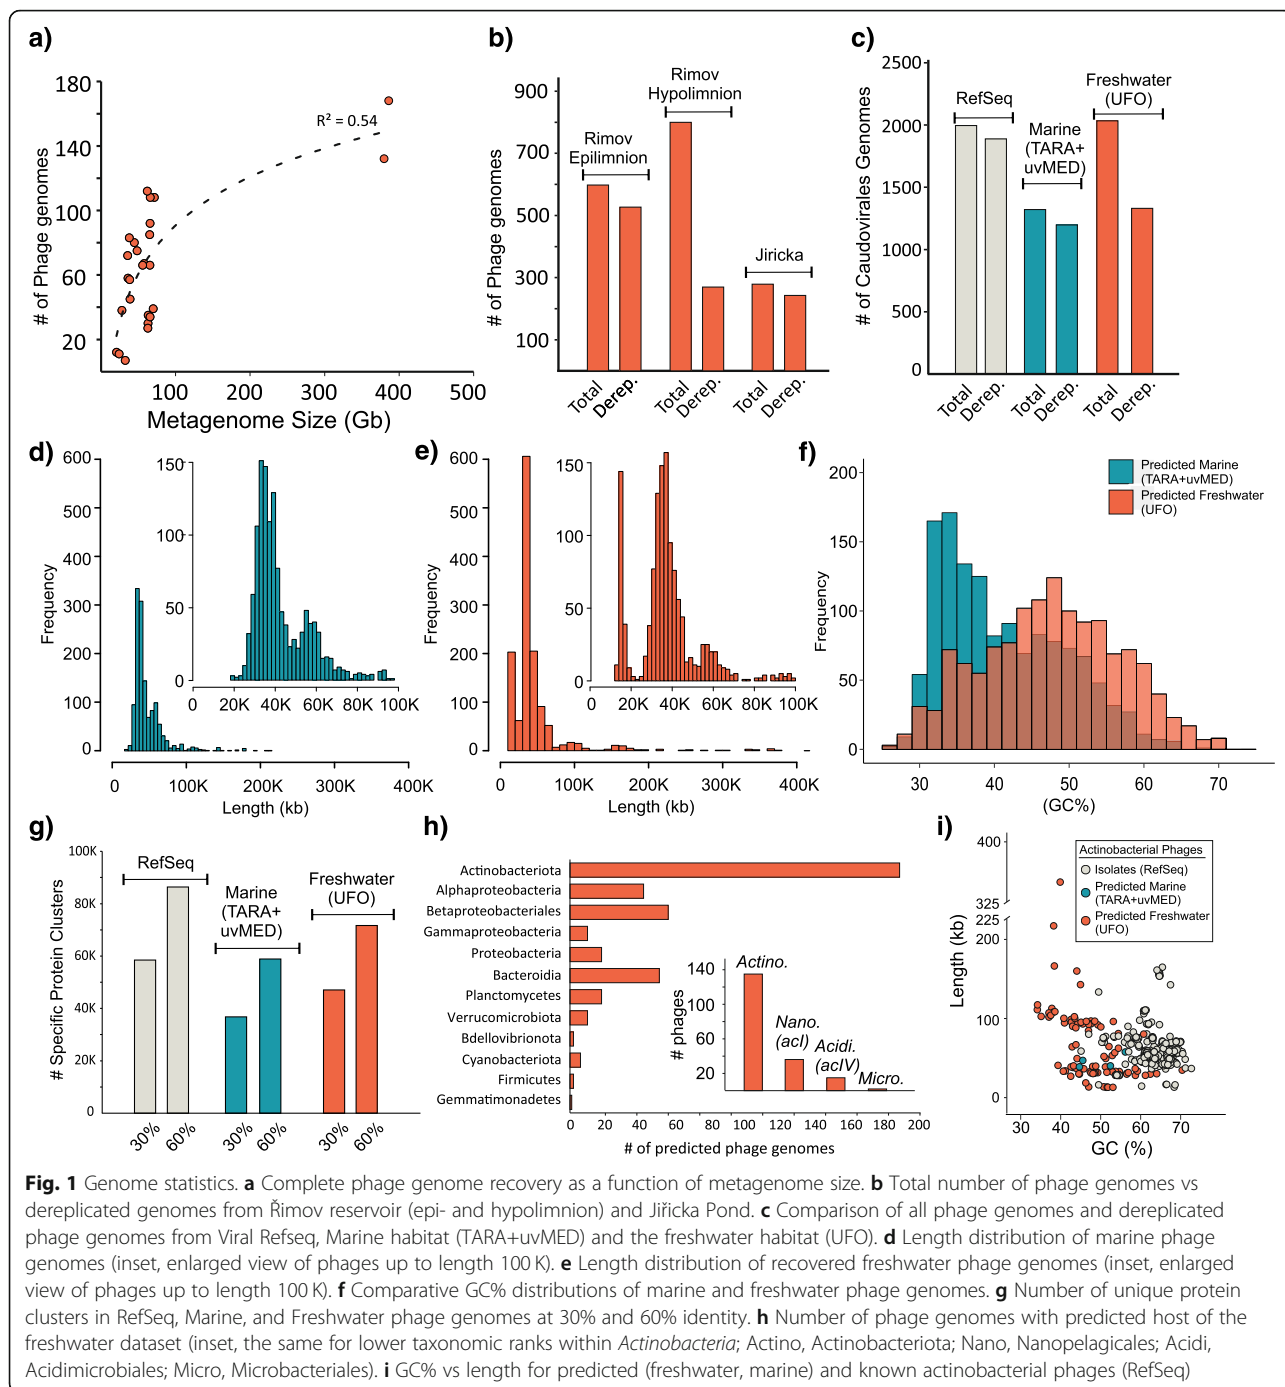 a)
180
140
100
60
20
# of Phage genomes
R² = 0.54
100 200 300 400 500
Metagenome Size (Gb)
b)
900
700
500
300
100
# of Phage genomes
Rimov
Epilimnion
Rimov
Hypolimnion
Jiricka
Total Derep. Total Derep. Total Derep.
c)
2500
2000
1500
1000
500
0
# of Caudovirales Genomes
RefSeq
Marine
(TARA+
uvMED)
Freshwater
(UFO)
Total Derep. Total Derep. Total Derep.
d)
600
500
400
300
200
100
0
Frequency
150
100
50
0
0 20K 40K 60K 80K 100K
0 100K 200K 300K 400K
Length (kb)
e)
600
500
400
300
200
100
0
Frequency
150
100
50
0
0 20K 40K 60K 80K 100K
0 100K 200K 300K 400K
Length (kb)
f)
200
150
100
50
0
Frequency
Predicted Marine
(TARA+uvMED)
Predicted Freshwater
(UFO)
30 40 50 60 70
(GC%)
g)
100K
80K
60K
40K
20K
0
# Specific Protein Clusters
RefSeq
Marine
(TARA+
uvMED)
Freshwater
(UFO)
30% 60% 30% 60% 30% 60%
h)
Actinobacteriota
Alphaproteobacteria
Betaproteobacteriales
Gammaproteobacteria
Proteobacteria
Bacteroidia
Planctomycetes
Verrucomicrobiota
Bdellovibrionota
Cyanobacteriota
Firmicutes
Gemmatimonadetes
0 20 40 60 80 100 120 140 160 180 200
# of predicted phage genomes
140
100
60
20
# phages
Actino.
Nano.
(acI)
Acidi.
(acIV)
Micro.
i)
400
325
225
200
100
0
Length (kb)
Actinobacterial Phages
Isolates (RefSeq)
Predicted Marine
(TARA+uvMED)
Predicted Freshwater
(UFO)
30 40 50 60 70
GC (%)
Fig. 1 Genome statistics. a Complete phage genome recovery as a function of metagenome size. b Total number of phage genomes vs
dereplicated genomes from Řimov reservoir (epi- and hypolimnion) and Jiřicka Pond. c Comparison of all phage genomes and dereplicated
phage genomes from Viral Refseq, Marine habitat (TARA+uvMED) and the freshwater habitat (UFO). d Length distribution of marine phage
genomes (inset, enlarged view of phages up to length 100 K). e Length distribution of recovered freshwater phage genomes (inset, enlarged
view of phages up to length 100 K). f Comparative GC% distributions of marine and freshwater phage genomes. g Number of unique protein
clusters in RefSeq, Marine, and Freshwater phage genomes at 30% and 60% identity. h Number of phage genomes with predicted host of the
freshwater dataset (inset, the same for lower taxonomic ranks within Actinobacteria; Actino, Actinobacteriota; Nano, Nanopelagicales; Acidi,
Acidimicrobiales; Micro, Microbacteriales). i GC% vs length for predicted (freshwater, marine) and known actinobacterial phages (RefSeq)